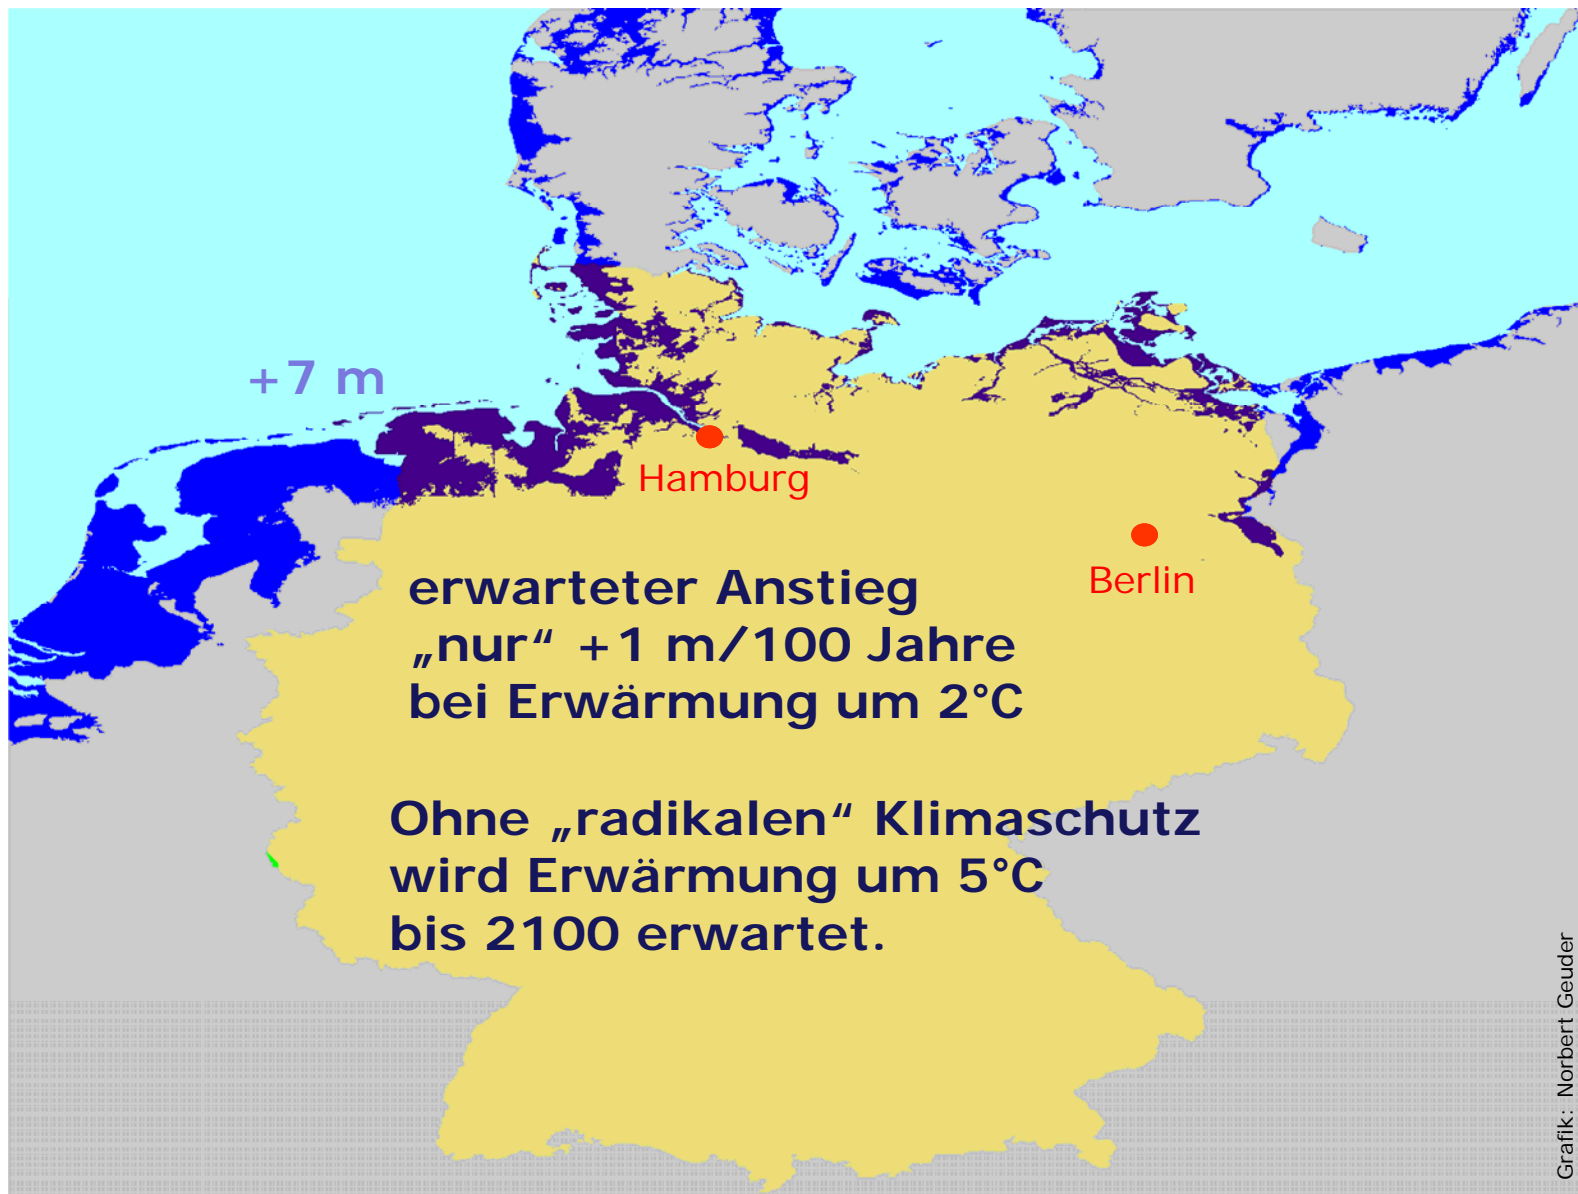 +7 m
Hamburg
Berlin
erwarteter Anstieg
„nur“ +1 m/100 Jahre
bei Erwärmung um 2°C
Ohne „radikalen“ Klimaschutz
wird Erwärmung um 5°C
bis 2100 erwartet.
Grafik: Norbert Geuder